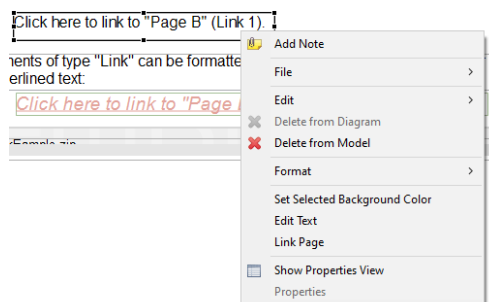 Click here to link to "Page B" (Link 1).
Add Note
ments of type "Link" can be formatte
erlined text:
File
Click here to link to "Page
Edit
Delete from Diagram
Delete from Model
Format
Set Selected Background Color
Edit Text
Link Page
Show Properties View
Properties